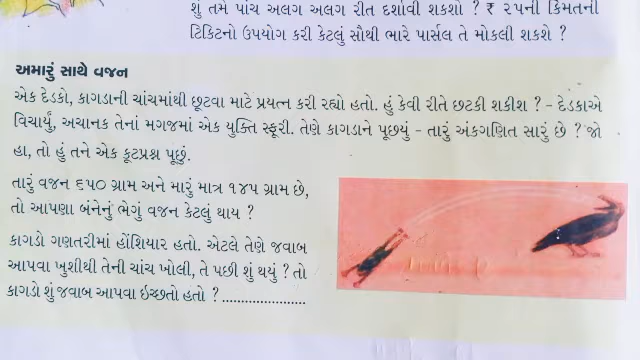 શું તમે પાંચ અલગ અલગ રીત દર્શાવી શકશો ? ₹ ૨૫ની કિંમતની
ટિકિટનો ઉપયોગ કરી કેટલું સૌથી ભારે પાર્સલ તે મોકલી શકશે ?
અમારું સાથે વજન
એક દેડકો, કાગડાની ચાંચમાંથી છૂટવા માટે પ્રયત્ન કરી રહ્યો હતો. હું કેવી રીતે છટકી શકીશ ? – દેડકાએ
વિચાર્યું, અચાનક તેનાં મગજમાં એક યુક્તિ સ્ફૂરી. તેણે કાગડાને પૂછયું – તારું અંકગણિત સારું છે ? જો
હા, તો હું તને એક કૂટપ્રશ્ન પૂછું.
તારું વજન ૬૫૦ ગ્રામ અને મારું માત્ર ૧૪૫ ગ્રામ છે,
તો આપણા બંનેનું ભેગું વજન કેટલું થાય ?
કાગડો ગણતરીમાં હોંશિયાર હતો. એટલે તેણે જવાબ
આપવા ખુશીથી તેની ચાંચ ખોલી, તે પછી શું થયું ? તો
કાગડો શું જવાબ આપવા ઇચ્છતો હતો ? .....................